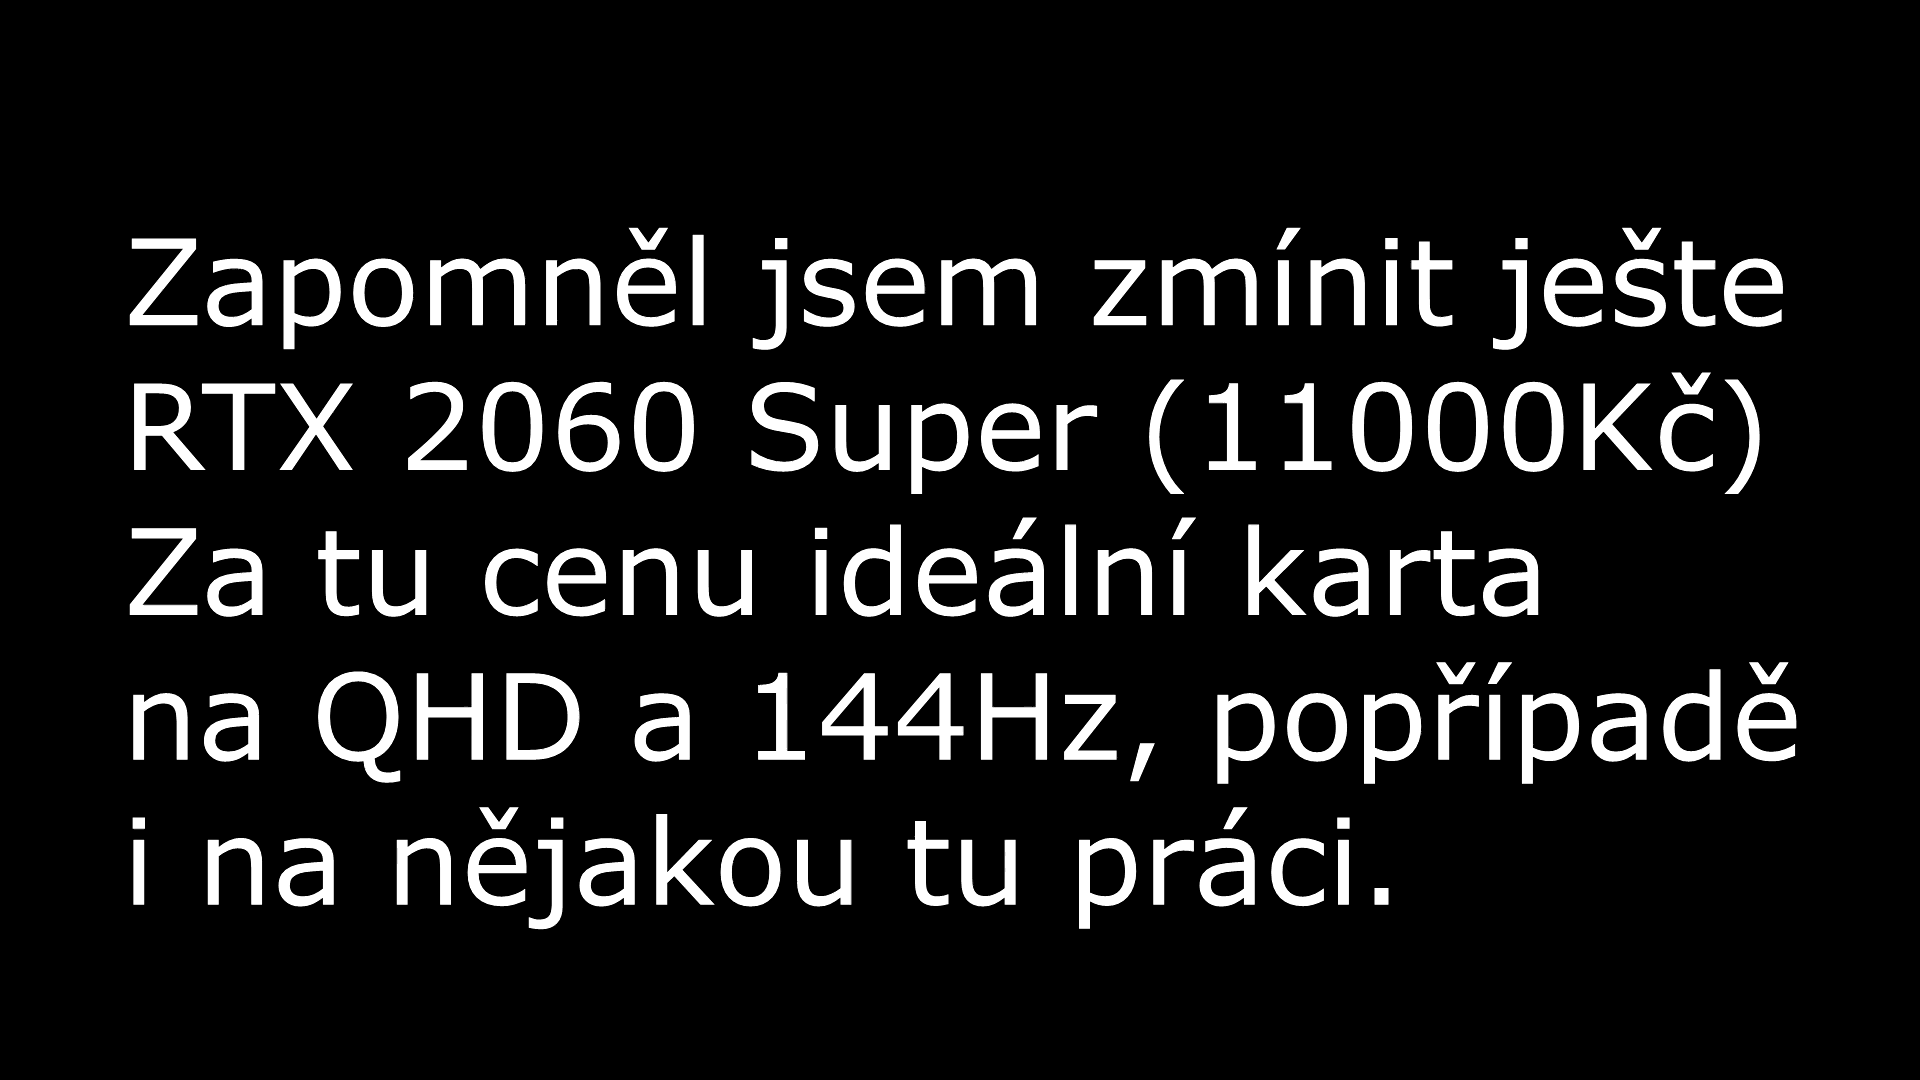 Zapomněl jsem zmínit ješte
RTX 2060 Super (11000Kč)
Za tu cenu ideální karta
na QHD a 144Hz, popřípadě
i na nějakou tu práci.